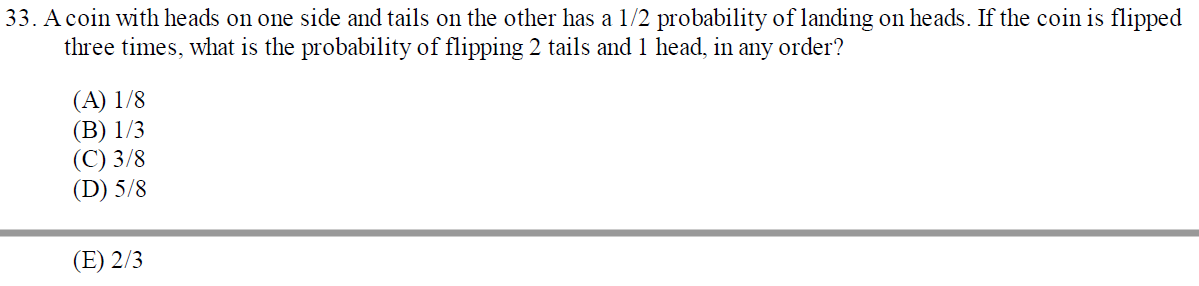 33. A coin with heads on one side and tails on the other has a 1/2 probability of landing on heads. If the coin is flipped
three times, what is the probability of flipping 2 tails and 1 head, in any order?
(A) 1/8
(B) 1/3
(C) 3/8
(D) 5/8
(E) 2/3